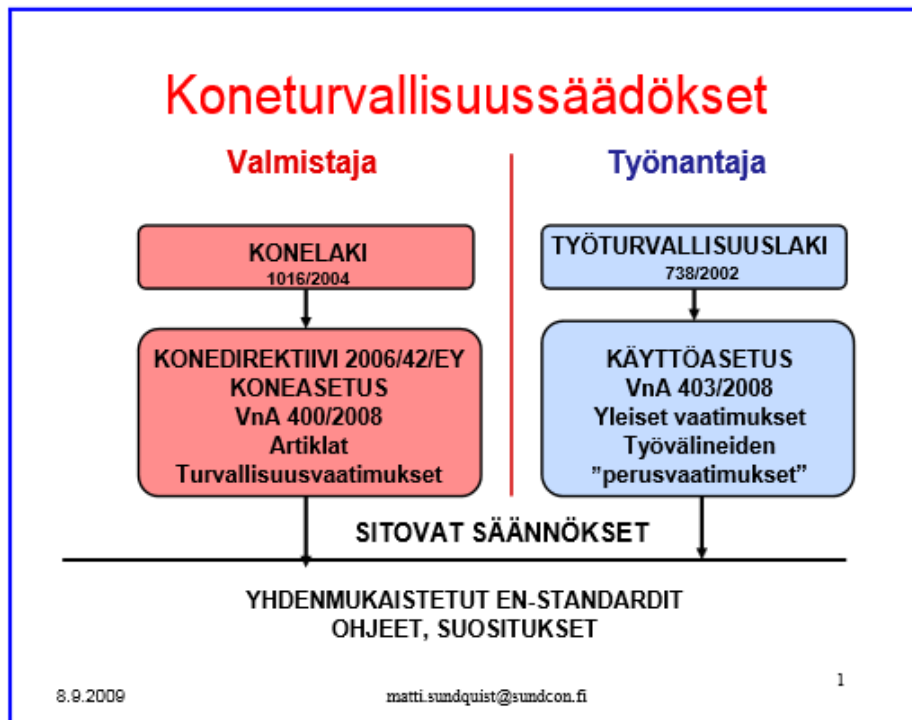 Koneturvallisuussäädökset
Valmistaja
Työnantaja
KONELAKI
1016/2004
TYÖTURVALLISUUSLAKI
738/2002
KONEDIREKTIIVI 2006/42/EY
KONEASETUS
VnA 400/2008
Artiklat
Turvallisuusvaatimukset
KÄYTTÖASETUS
VnA 403/2008
Yleiset vaatimukset
Työvälineiden
”perusvaatimukset”
SITOVAT SÄÄNNÖKSET
YHDENMUKAISTETUT EN-STANDARDIT
OHJEET, SUOSITUKSET
8.9.2009
matti.sundquist@sundcon.fi
1